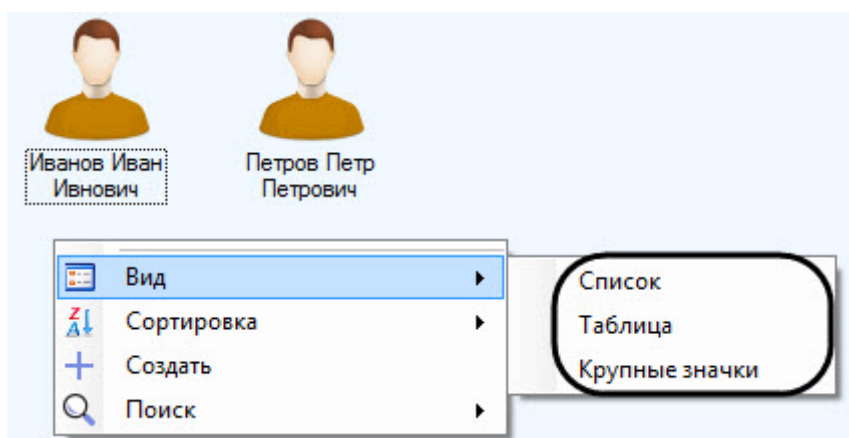 Иванов Иван
Ивнович
Петров Петр
Петрович
Вид
Сортировка
Создать
Поиск
Список
Таблица
Крупные значки